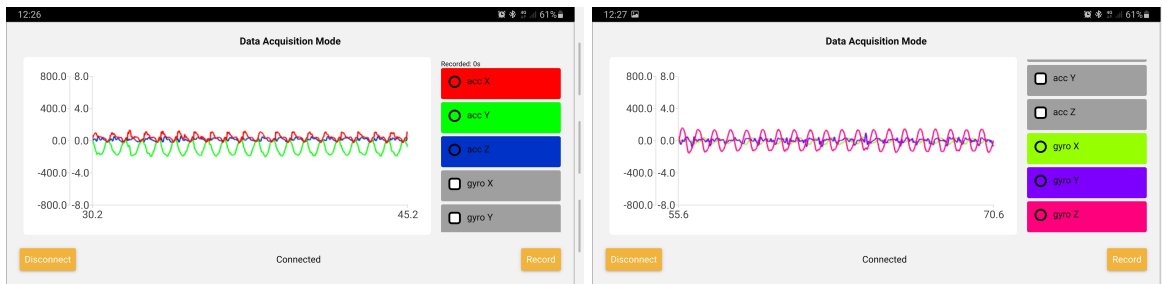 12:26
61%
Data Acquisition Mode
Recorded: 0s
800.0 8.0
400.0 4.0
0.0 0.0
-400.0 -4.0
-800.0 -8.0
30.2 45.2
acc X
acc Y
acc Z
gyro X
gyro Y
Disconnect
Connected
Record
12:27
61%
Data Acquisition Mode
800.0 8.0
400.0 4.0
0.0 0.0
-400.0 -4.0
-800.0 -8.0
55.6 70.6
acc Y
acc Z
gyro X
gyro Y
gyro Z
Disconnect
Connected
Record